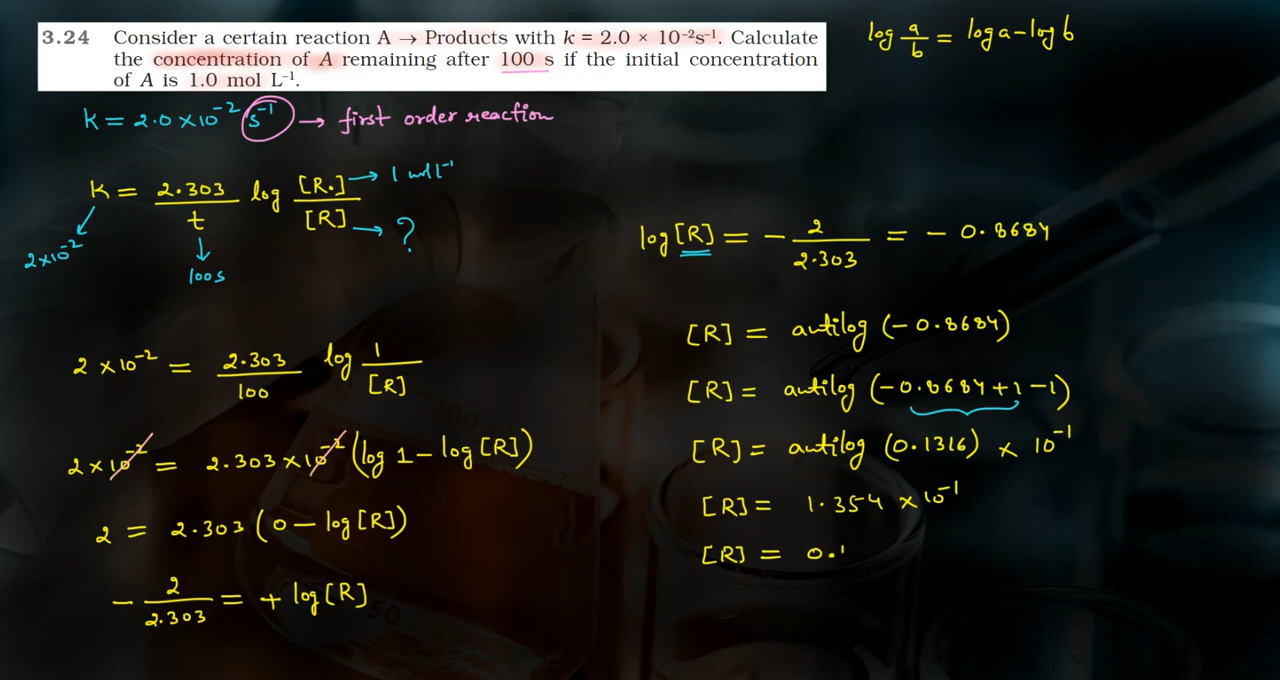 3.24 Consider a certain reaction A → Products with k = 2.0 × 10⁻²s⁻¹. Calculate
the concentration of A remaining after 100 s if the initial concentration
of A is 1.0 mol L⁻¹.
log a/b = log a - log b
k = 2.0 × 10⁻² s⁻¹ → first order reaction
k = 2.303/t log [R∘]/[R]
→ 1 mol l⁻¹
→ ?
2×10⁻²
100s
2 × 10⁻² = 2.303/100 log 1/[R]
2 × 10⁻² = 2.303 × 10⁻² (log 1 – log [R])
2 = 2.303 (0 – log [R])
- 2/2.303 = + log [R]
log [R] = - 2/2.303 = - 0.8684
[R] = antilog (-0.8684)
[R] = antilog (-0.8684+1-1)
[R] = antilog (0.1316) × 10⁻¹
[R] = 1.354 × 10⁻¹
[R] = 0.1